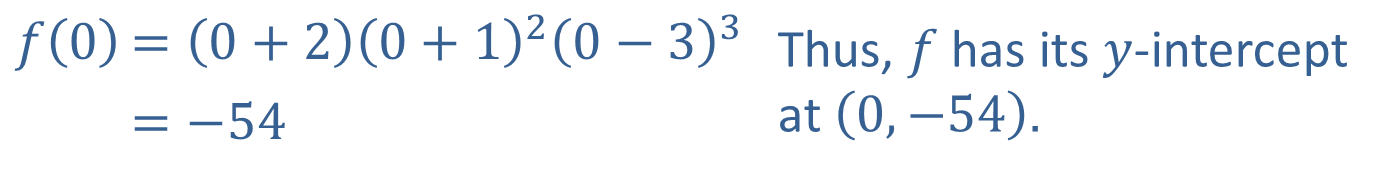 f(0) = (0 + 2)(0 + 1)²(0 − 3)³
= −54
Thus, f has its y-intercept
at (0, −54).